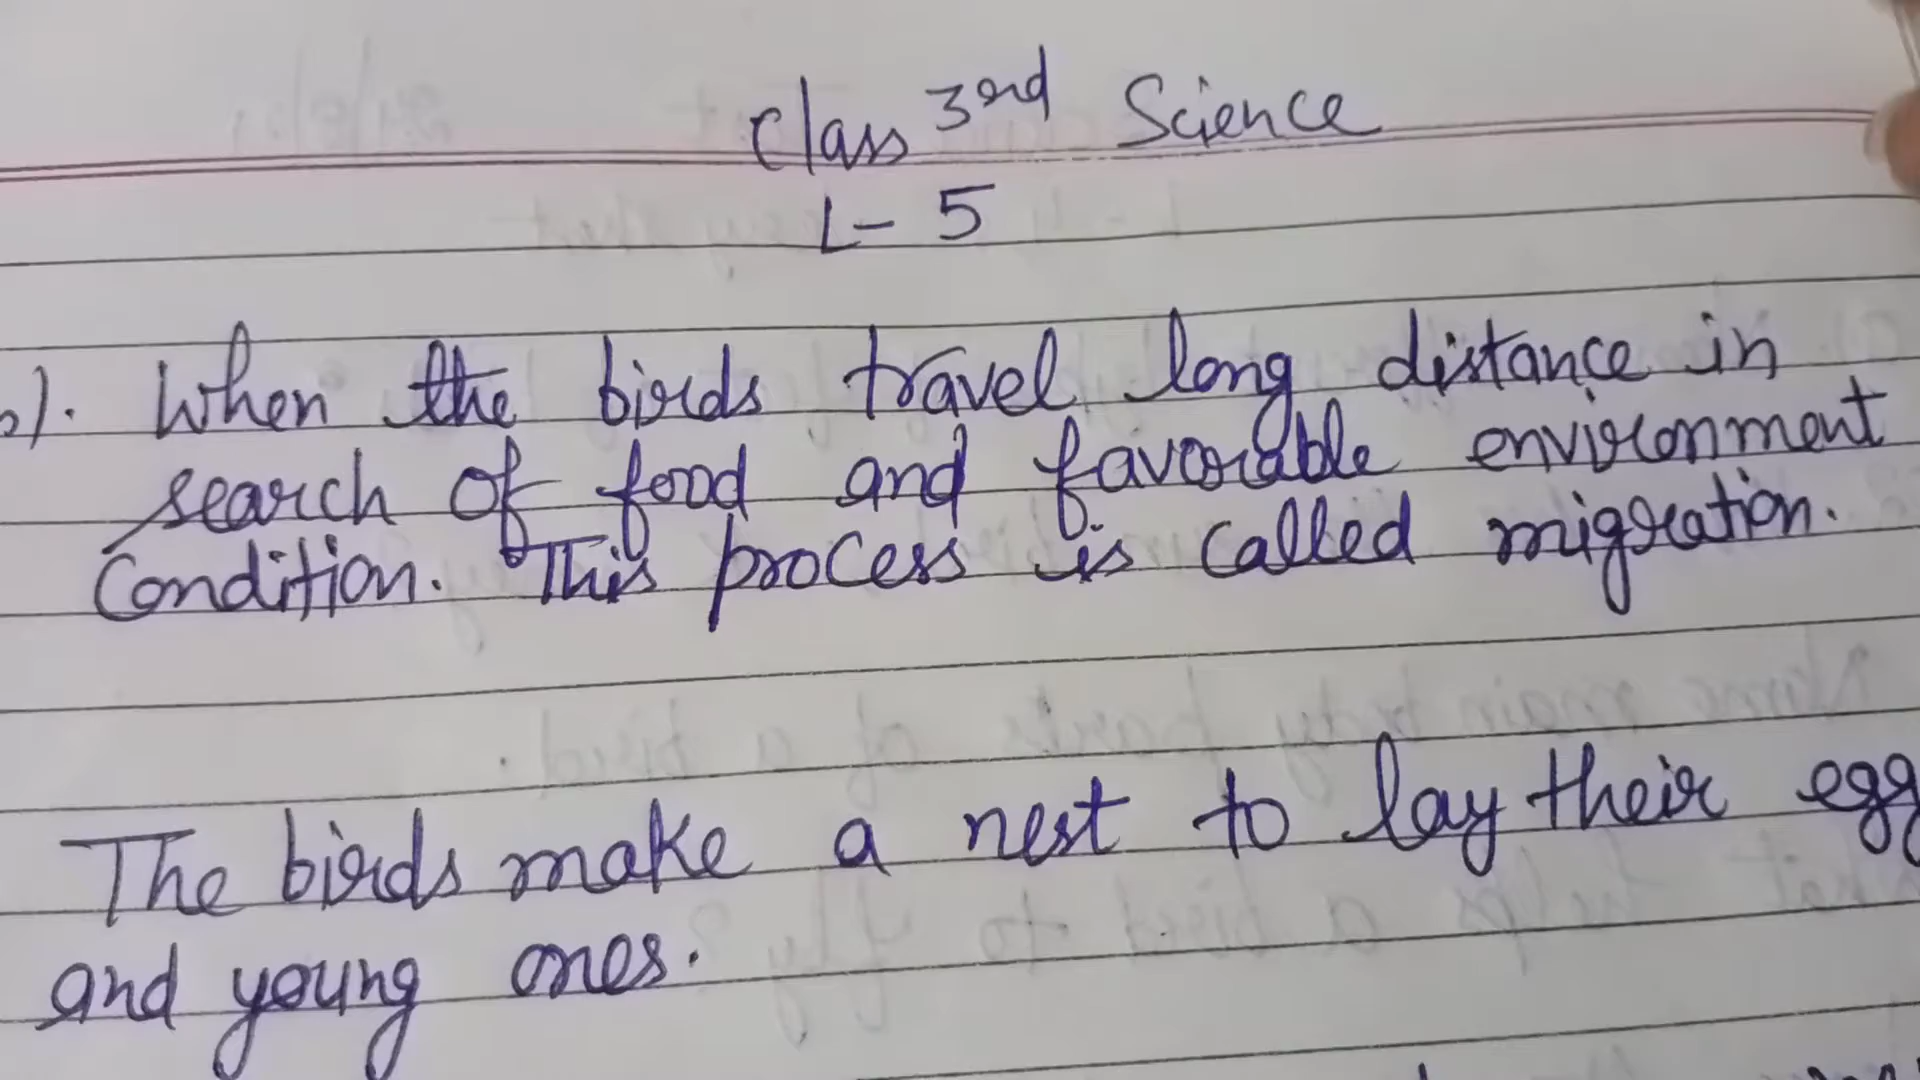 Class 3rd Science
L- 5
). When the birds travel long distance in
search of food and favorable environment
Condition. This process is called migration.
The birds make a nest to lay their egg
and young ones.